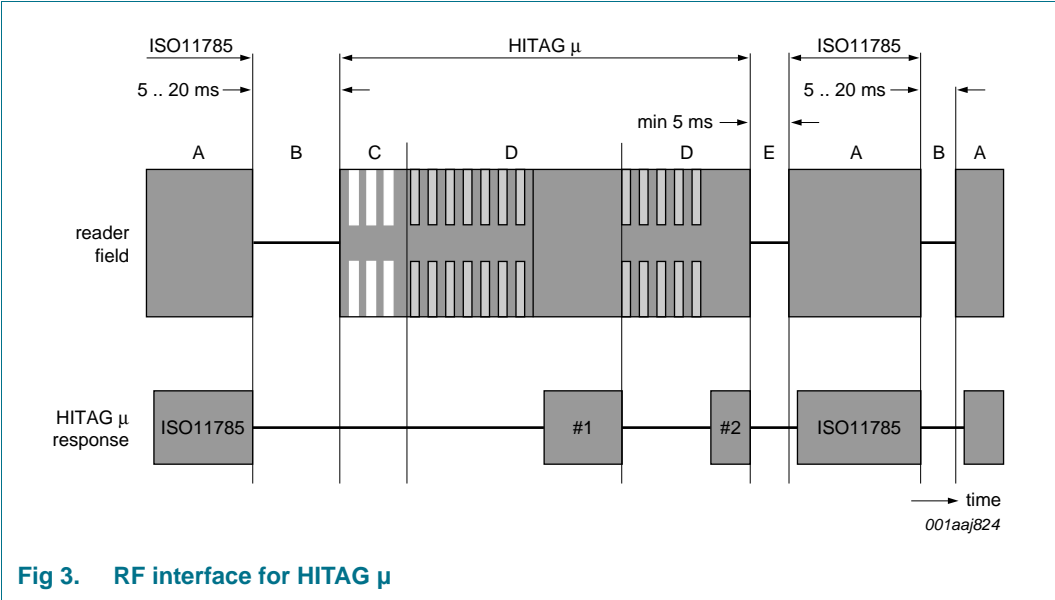 ISO11785 HITAG μ ISO11785
5 .. 20 ms 5 .. 20 ms
min 5 ms
A B C D D E A B A
reader
field
HITAG μ
response
ISO11785 #1 #2 ISO11785
time
001aaj824
Fig 3. RF interface for HITAG μ